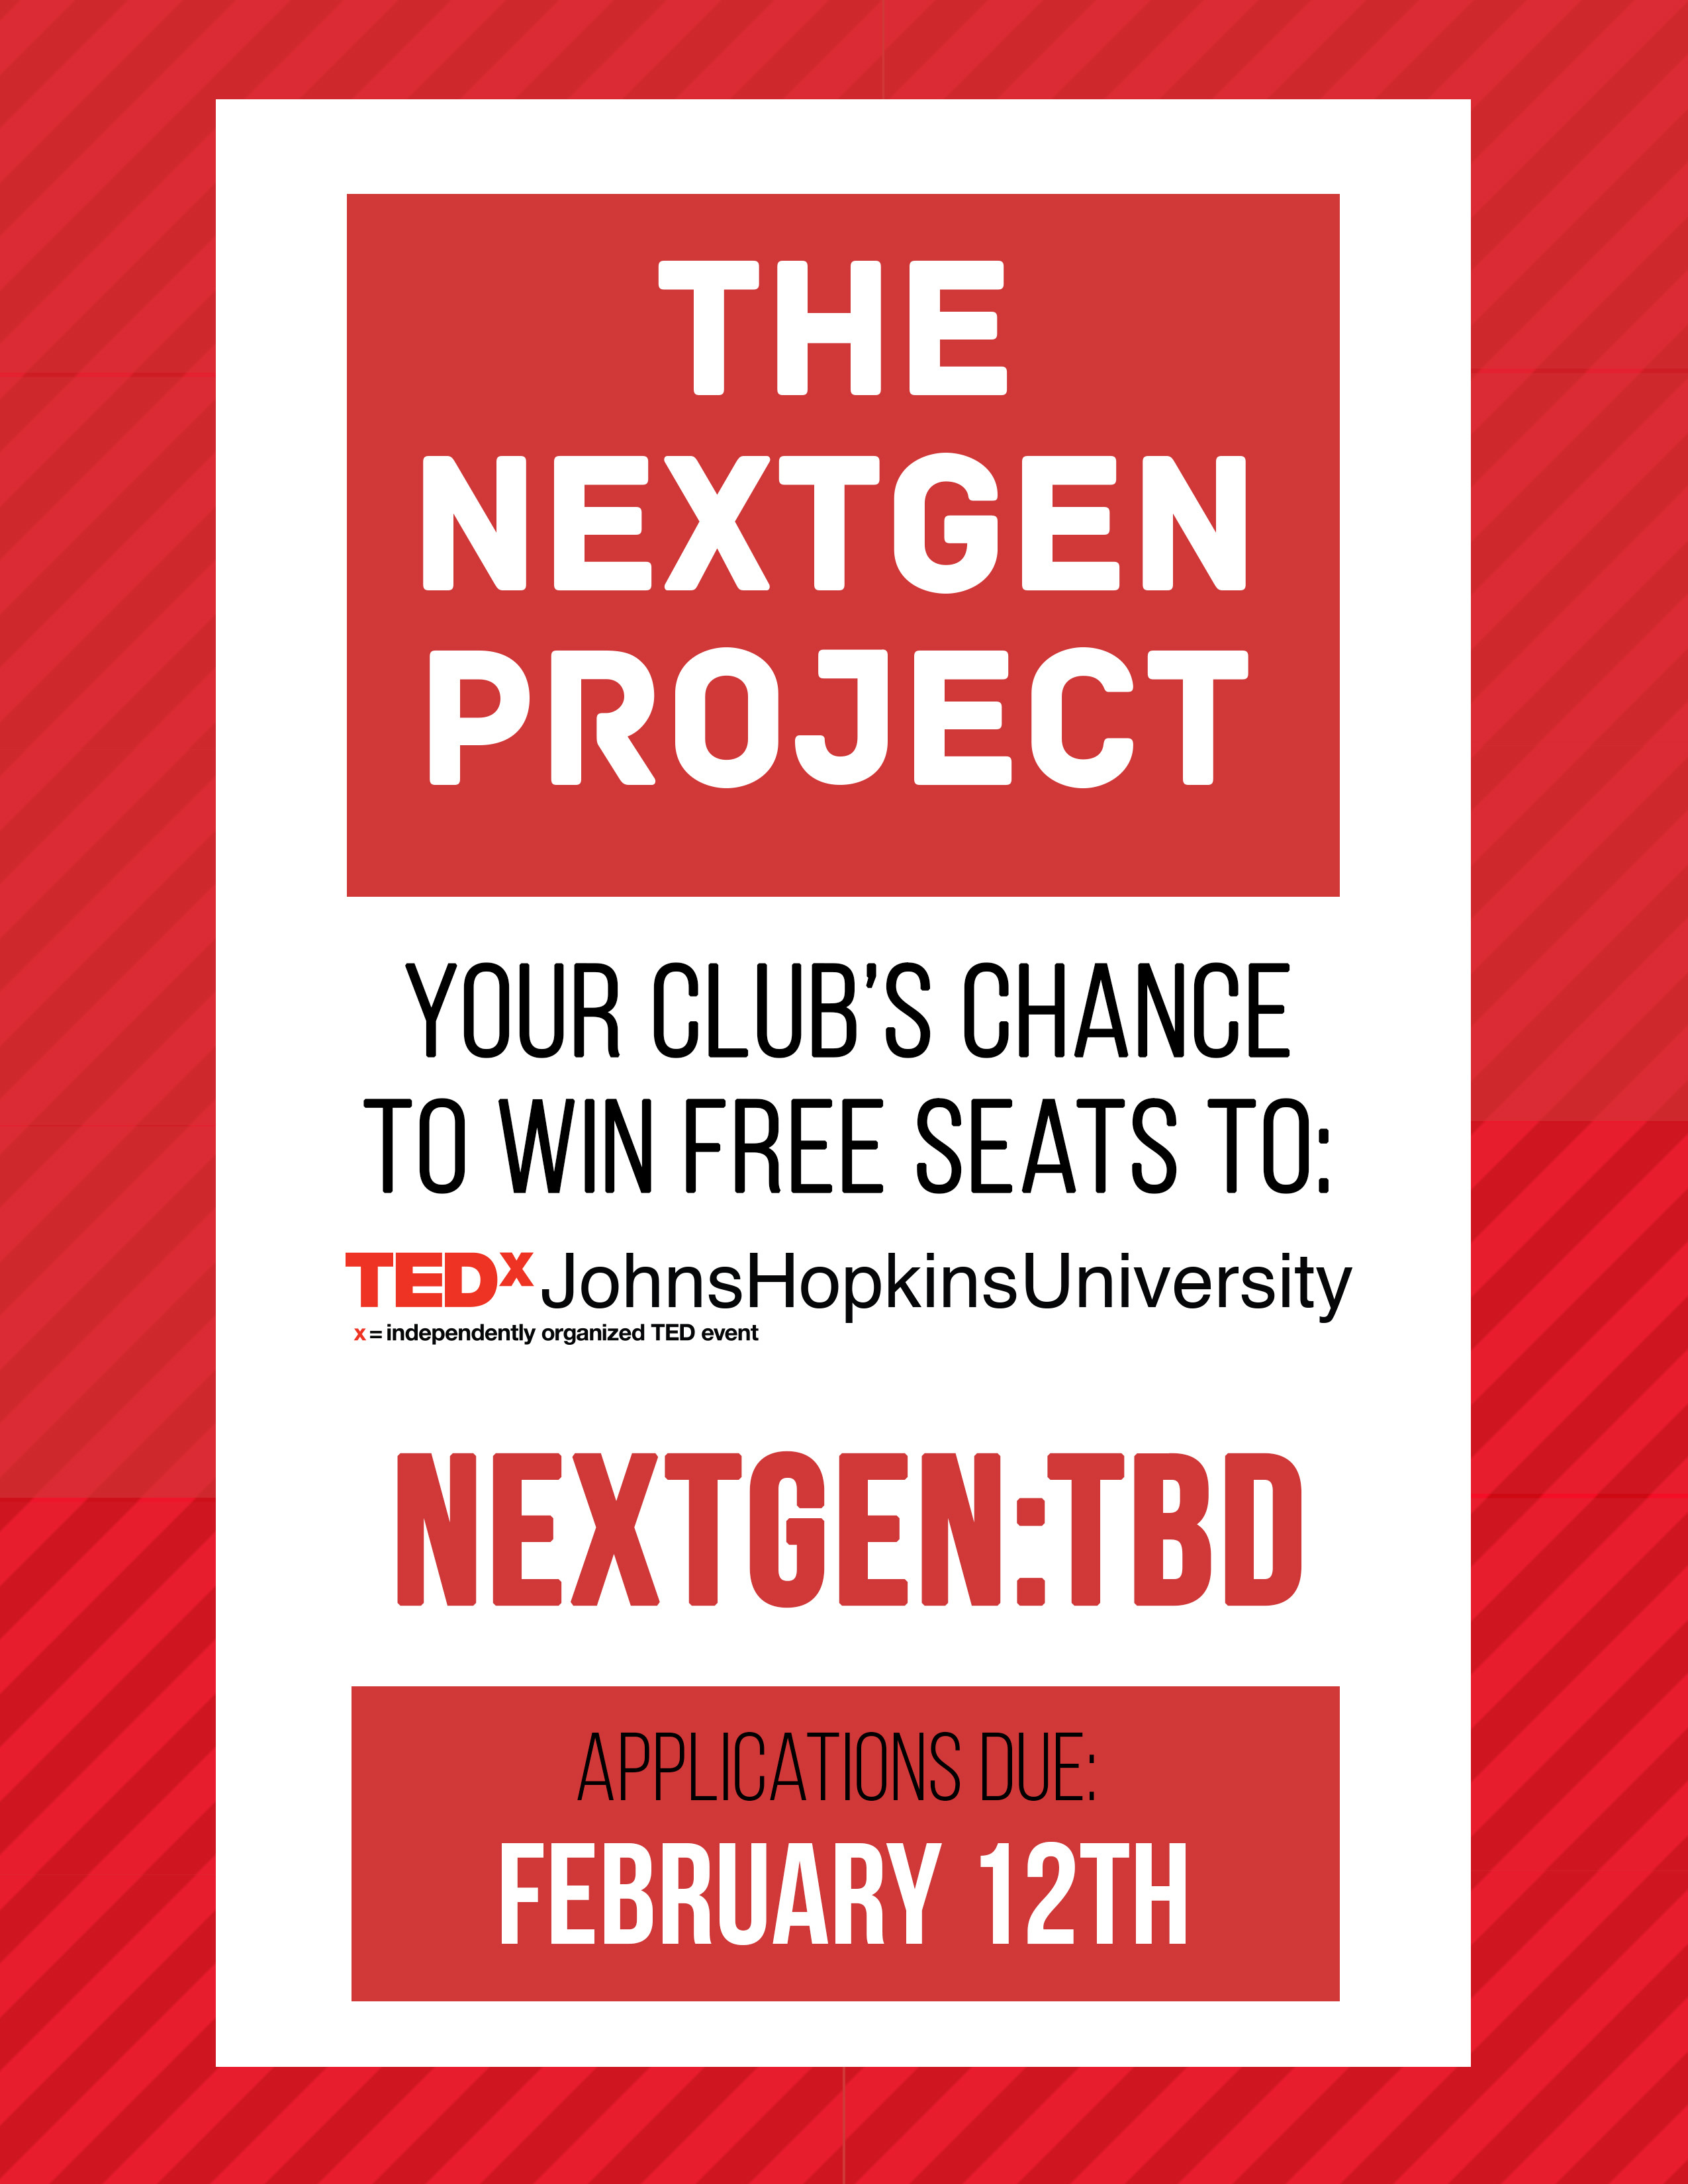 THE
NEXTGEN
PROJECT
YOUR CLUB'S CHANCE
TO WIN FREE SEATS TO:
TEDx JohnsHopkinsUniversity
x = independently organized TED event
NEXTGEN:TBD
APPLICATIONS DUE:
FEBRUARY 12TH